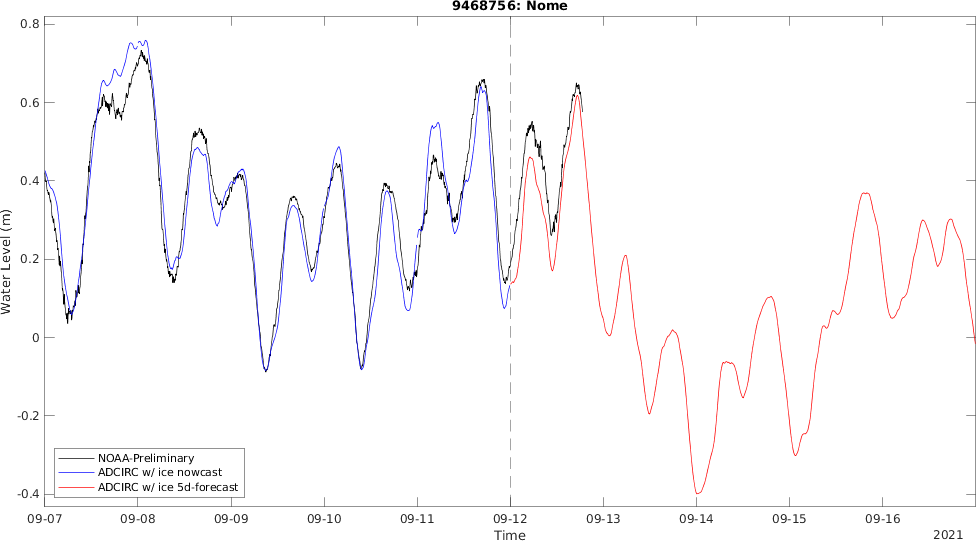 9468756: Nome
0.8
0.6
0.4
0.2
0
-0.2
-0.4
Water Level (m)
NOAA-Preliminary
ADCIRC w/ ice nowcast
ADCIRC w/ ice 5d-forecast
09-07 09-08 09-09 09-10 09-11 09-12 09-13 09-14 09-15 09-16
Time
2021